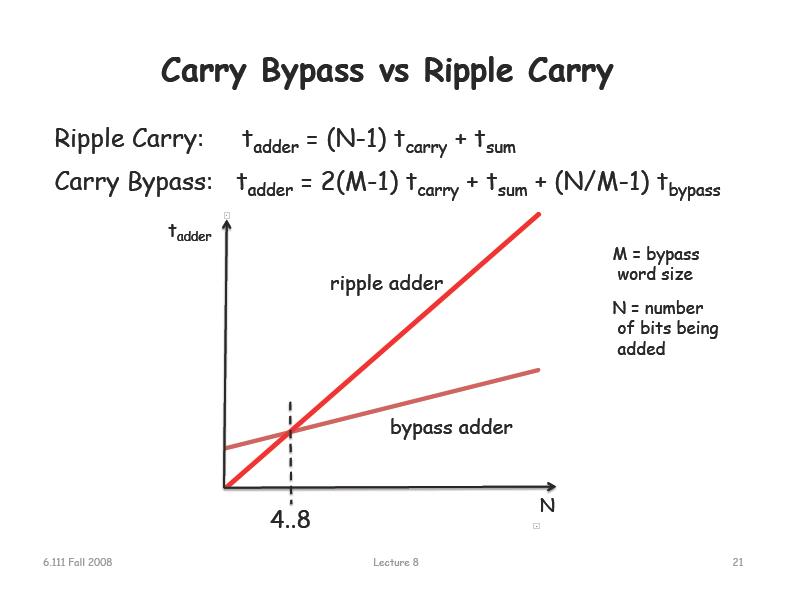 Carry Bypass vs Ripple Carry
Ripple Carry: tadder = (N-1) tcarry + tsum
Carry Bypass: tadder = 2(M-1) tcarry + tsum + (N/M-1) tbypass
tadder
ripple adder
M = bypass
word size
N = number
of bits being
added
bypass adder
N
4..8
6.111 Fall 2008
Lecture 8
21